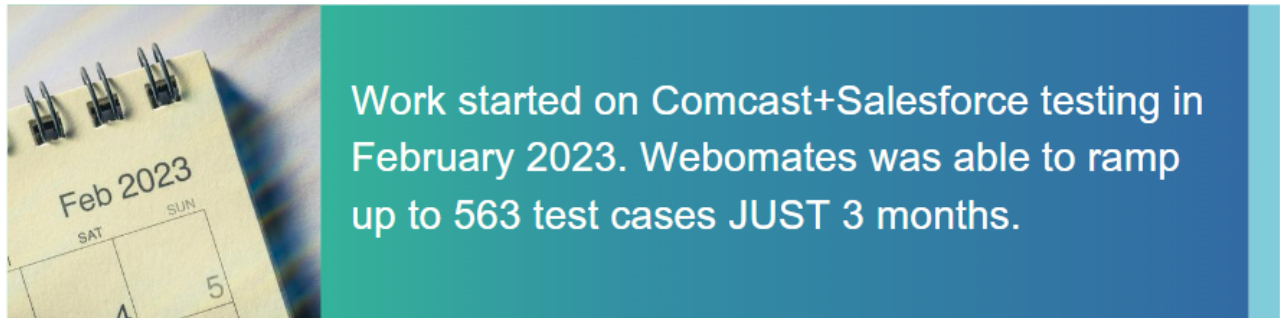 Feb 2023
SUN
SAT
5
4
Work started on Comcast+Salesforce testing in
February 2023. Webomates was able to ramp
up to 563 test cases JUST 3 months.